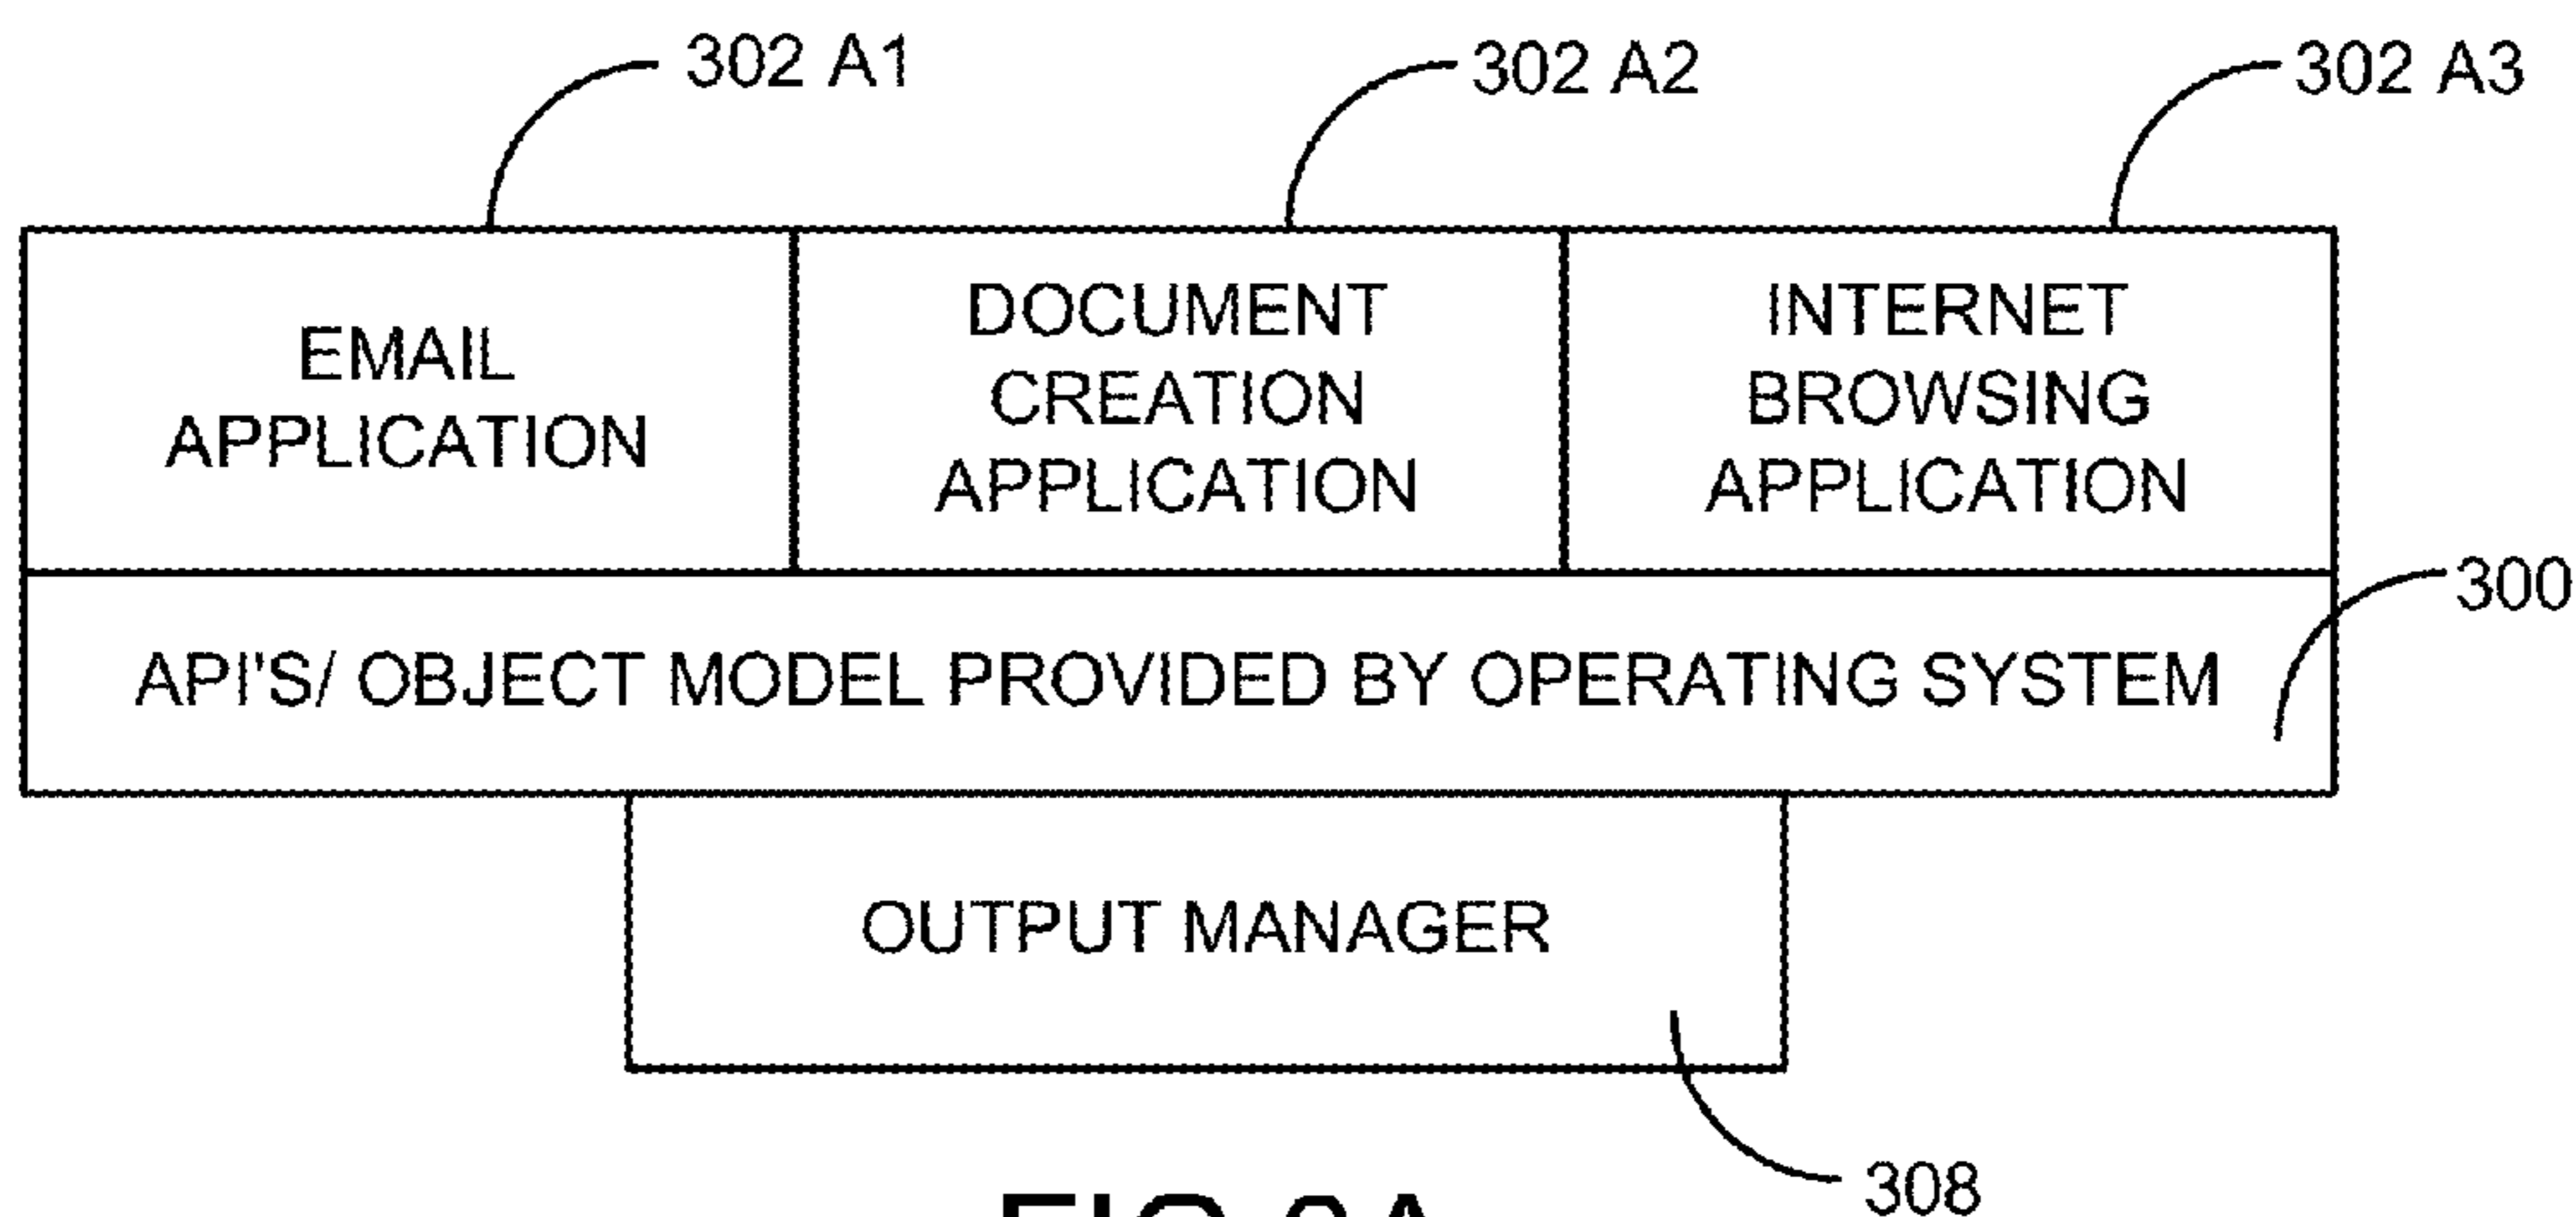 302 A1
302 A2
302 A3
EMAIL
APPLICATION
DOCUMENT
CREATION
APPLICATION
INTERNET
BROWSING
APPLICATION
300
API'S/ OBJECT MODEL PROVIDED BY OPERATING SYSTEM
OUTPUT MANAGER
308